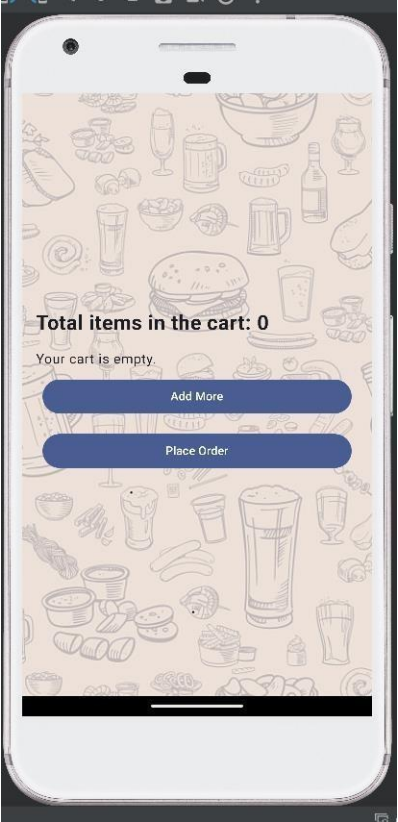 Total items in the cart: 0
Your cart is empty.
Add More
Place Order